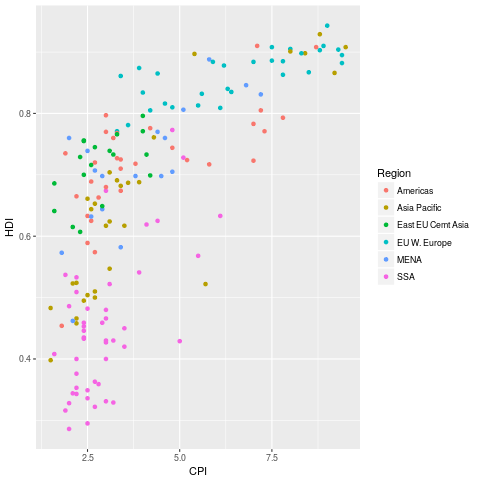 HDI
0.8
0.6
0.4
2.5
5.0
7.5
CPI
Region
Americas
Asia Pacific
East EU Cemt Asia
EU W. Europe
MENA
SSA